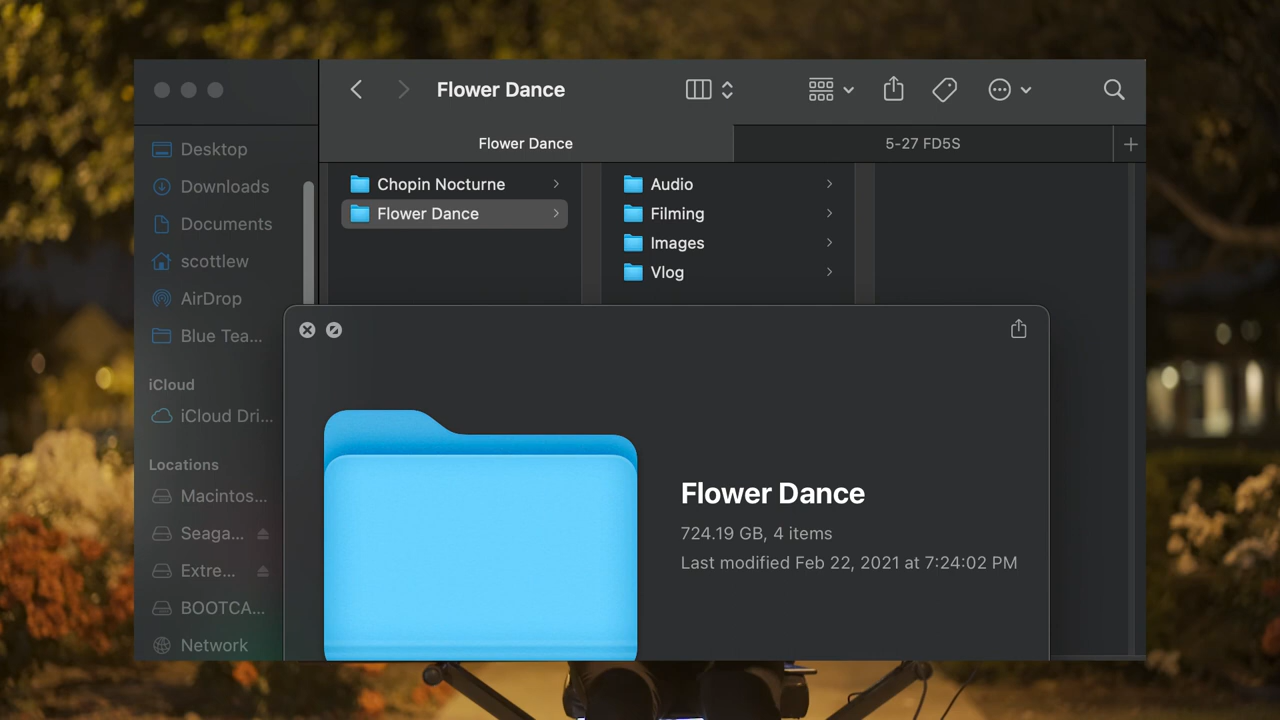 Flower Dance
Flower Dance
5-27 FD5S
Desktop
Downloads
Documents
scottlew
AirDrop
Blue Tea...
iCloud
iCloud Dri...
Locations
Macintos...
Seaga...
Extre...
BOOTCA...
Network
Chopin Nocturne
Flower Dance
Audio
Filming
Images
Vlog
Flower Dance
724.19 GB, 4 items
Last modified Feb 22, 2021 at 7:24:02 PM